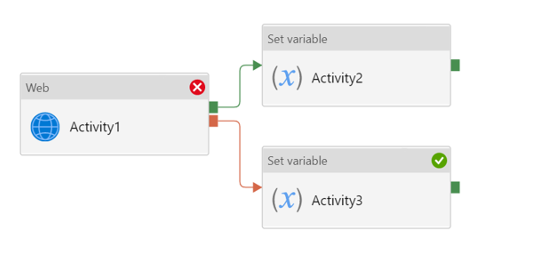 Web
Activity1
Set variable
(x) Activity2
Set variable
(x) Activity3